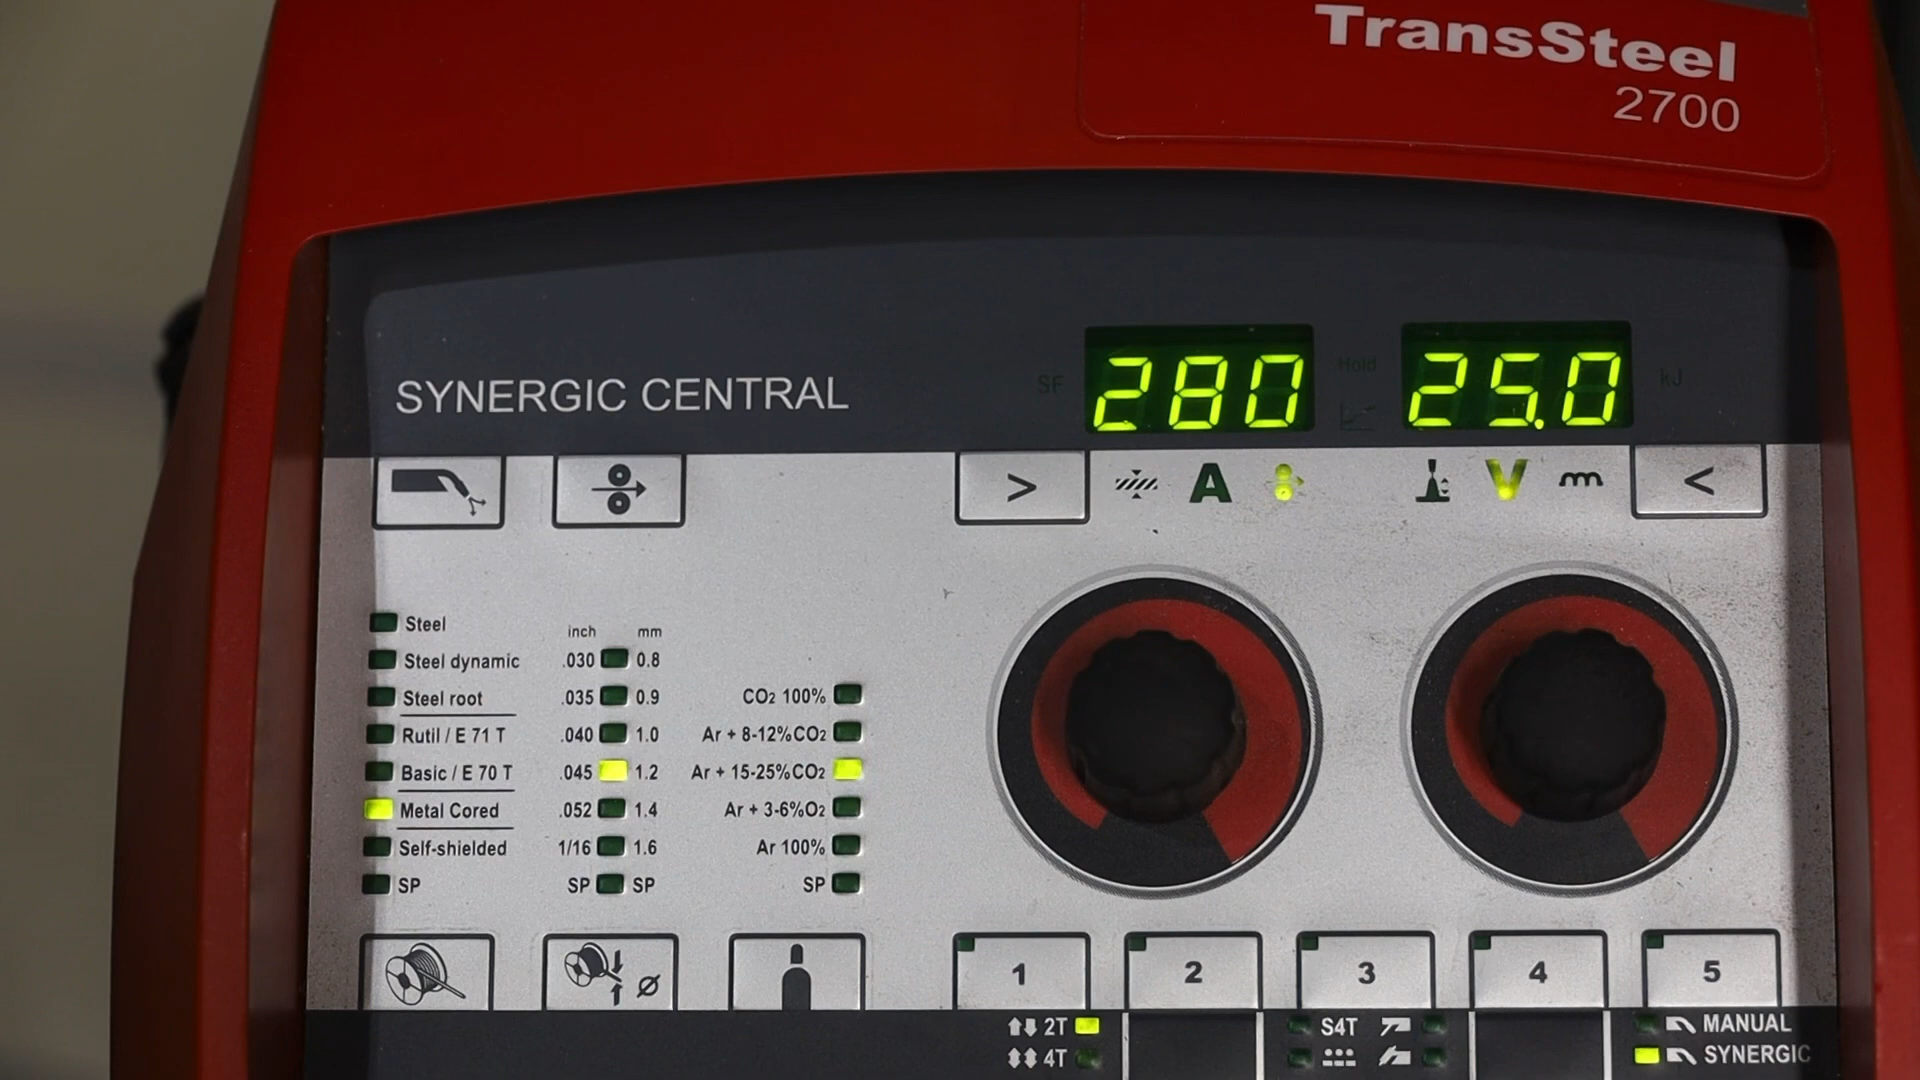 TransSteel
2700
SYNERGIC CENTRAL
SF
280
Hold
25.0
kJ
>
A
V
<
Steel
Steel dynamic
Steel root
Rutil / E 71 T
Basic / E 70 T
Metal Cored
Self-shielded
SP
inch mm
.030 0.8
.035 0.9
.040 1.0
.045 1.2
.052 1.4
1/16 1.6
SP SP
CO2 100%
Ar + 8-12%CO2
Ar + 15-25%CO2
Ar + 3-6%O2
Ar 100%
SP
1 2 3 4 5
2T
4T
S4T
MANUAL
SYNERGIC